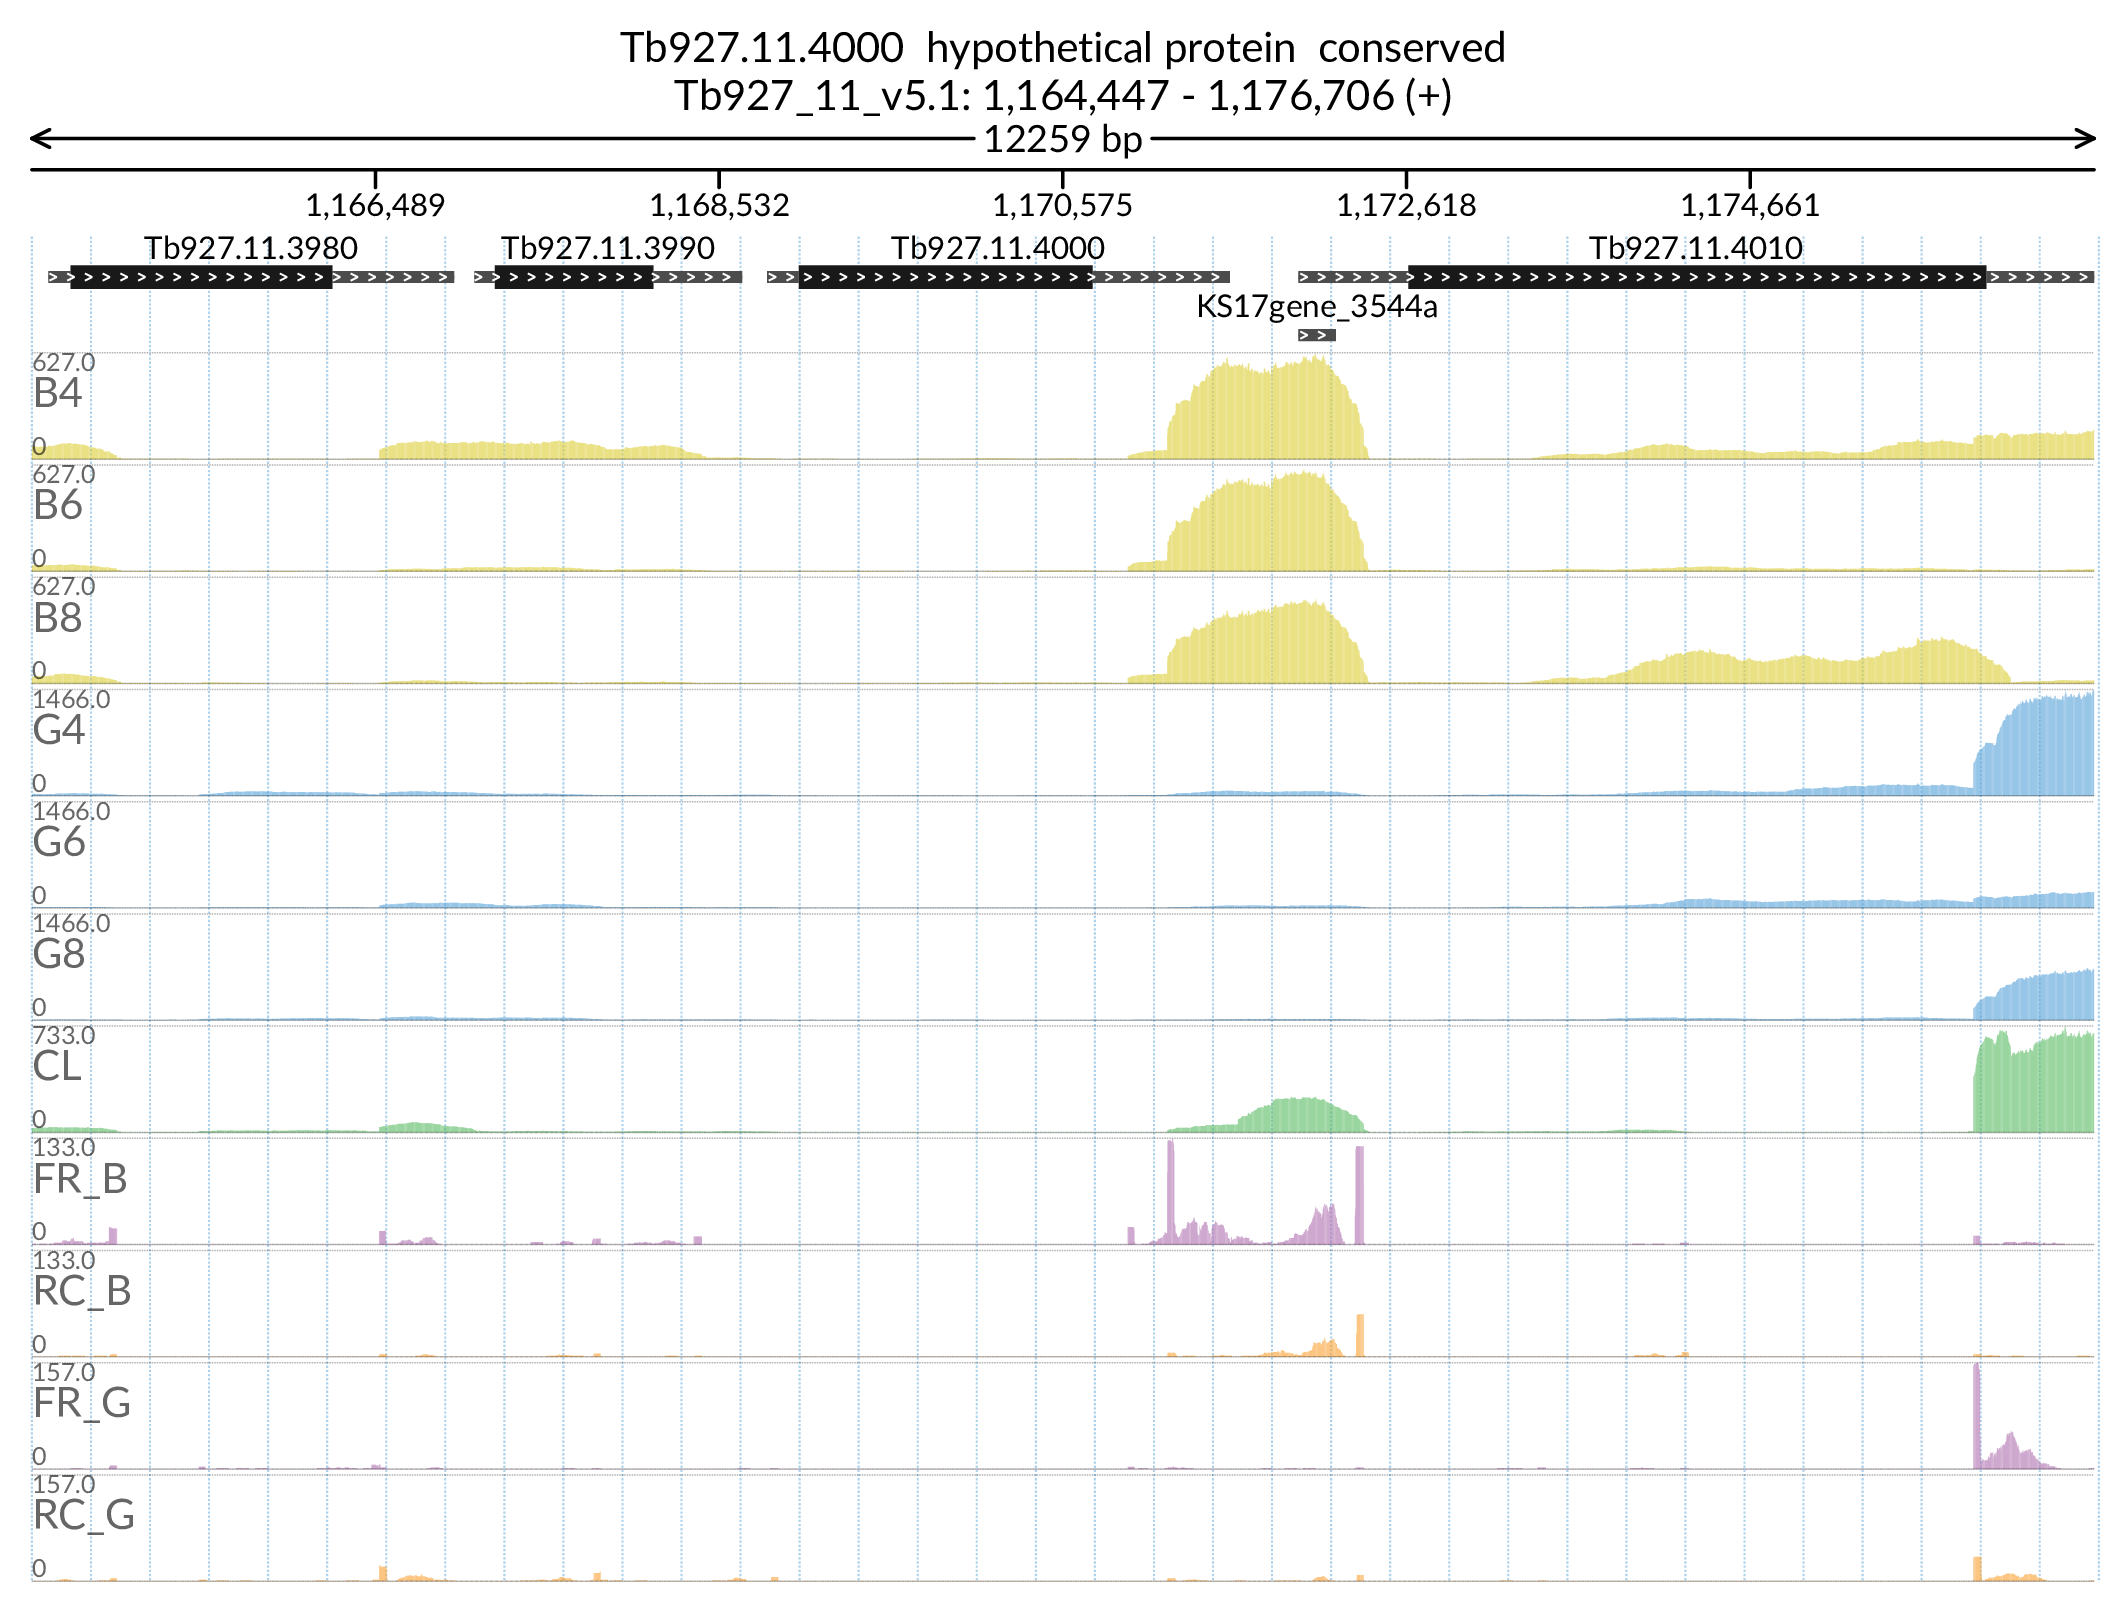 Tb927.11.4000 hypothetical protein conserved
Tb927_11_v5.1: 1,164,447 - 1,176,706 (+)
12259 bp
1,166,489 1,168,532 1,170,575 1,172,618 1,174,661
Tb927.11.3980 Tb927.11.3990 Tb927.11.4000 Tb927.11.4010
KS17gene_3544a
627.0
B4
0
627.0
B6
0
627.0
B8
0
1466.0
G4
0
1466.0
G6
0
1466.0
G8
0
733.0
CL
0
133.0
FR_B
0
133.0
RC_B
0
157.0
FR_G
0
157.0
RC_G
0